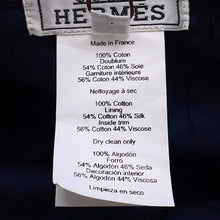 HERMES
Made in France
100% Coton
Doublure
54% Coton 46% Soie
Garniture intérieure
56% Coton 44% Viscose
Nettoyage à sec
100% Cotton
Lining
54% Cotton 46% Silk
Inside trim
56% Cotton 44% Viscose
Dry clean only
100% Algodón
Forro
54% Algodón 46% Seda
Decoración interior
56% Algodón 44% Viscosa
Limpieza en seco